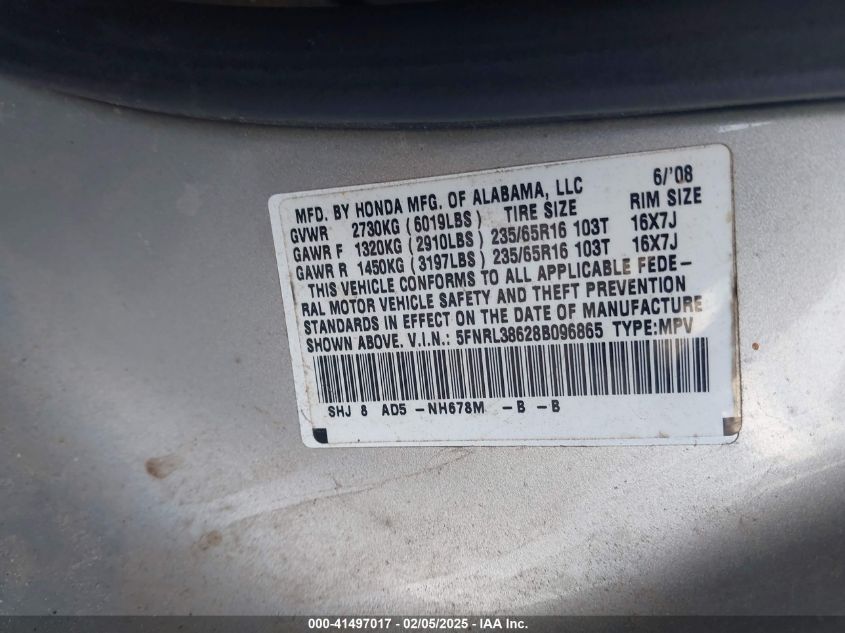 MFD. BY HONDA MFG. OF ALABAMA, LLC 6/'08
GVWR 2730KG (6019LBS) TIRE SIZE RIM SIZE
GAWR F 1320KG (2910LBS) 235/65R16 103T 16X7J
GAWR R 1450KG (3197LBS) 235/65R16 103T 16X7J
THIS VEHICLE CONFORMS TO ALL APPLICABLE FEDE-
RAL MOTOR VEHICLE SAFETY AND THEFT PREVENTION
STANDARDS IN EFFECT ON THE DATE OF MANUFACTURE
SHOWN ABOVE. V.I.N.: 5FNRL38628B096865 TYPE:MPV
SHJ 8 AD5 -NH678M -B -B
000-41497017 - 02/05/2025 - IAA Inc.